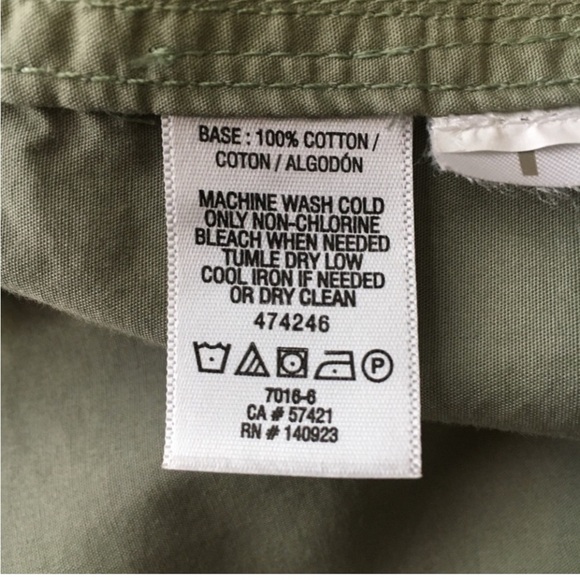 BASE : 100% COTTON /
COTON / ALGODÓN
MACHINE WASH COLD
ONLY NON-CHLORINE
BLEACH WHEN NEEDED
TUMLE DRY LOW
COOL IRON IF NEEDED
OR DRY CLEAN
474246
P
7016-6
CA # 57421
RN # 140923